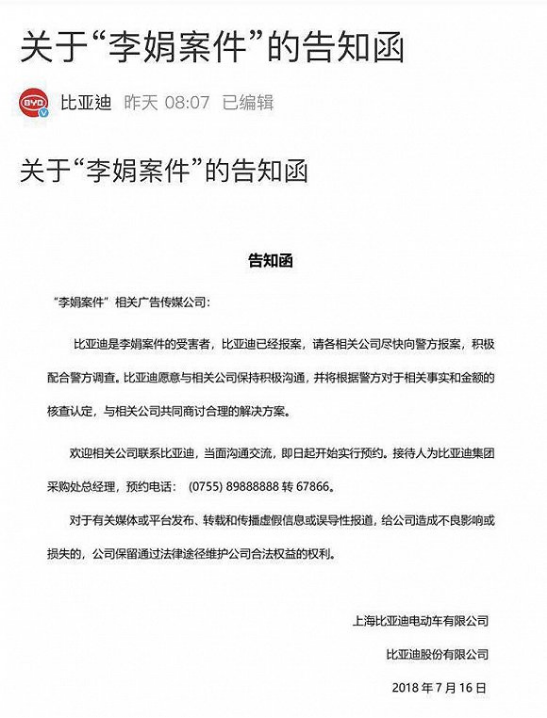 关于“李娟案件”的告知函
BYD 比亚迪 昨天 08:07 已编辑
关于“李娟案件”的告知函
告知函
“李娟案件”相关广告传媒公司：
比亚迪是李娟案件的受害者，比亚迪已经报案，请各相关公司尽快向警方报案，积极
配合警方调查。比亚迪愿意与相关公司保持积极沟通，并将根据警方对于相关事实和金额的
核查认定，与相关公司共同商讨合理的解决方案。
欢迎相关公司联系比亚迪，当面沟通交流，即日起开始实行预约。接待人为比亚迪集团
采购处总经理，预约电话： (0755) 89888888 转 67866。
对于有关媒体或平台发布、转载和传播虚假信息或误导性报道，给公司造成不良影响或
损失的，公司保留通过法律途径维护公司合法权益的权利。
上海比亚迪电动车有限公司
比亚迪股份有限公司
2018 年 7 月 16 日